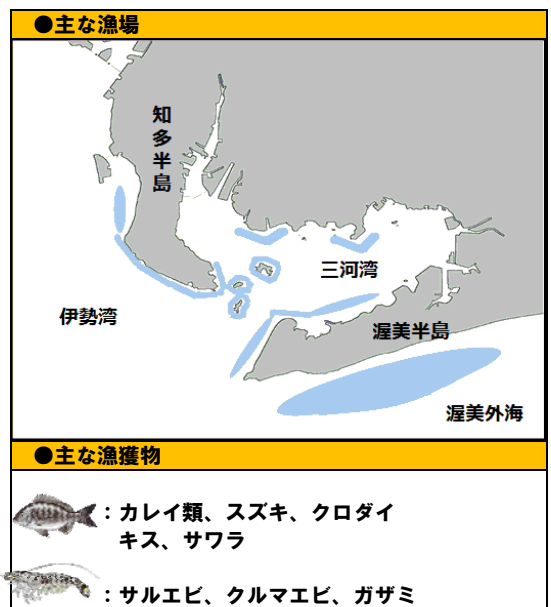 ●主な漁場
知多半島
三河湾
伊勢湾
渥美半島
渥美外海
●主な漁獲物
：カレイ類、スズキ、クロダイ
キス、サワラ
：サルエビ、クルマエビ、ガザミ